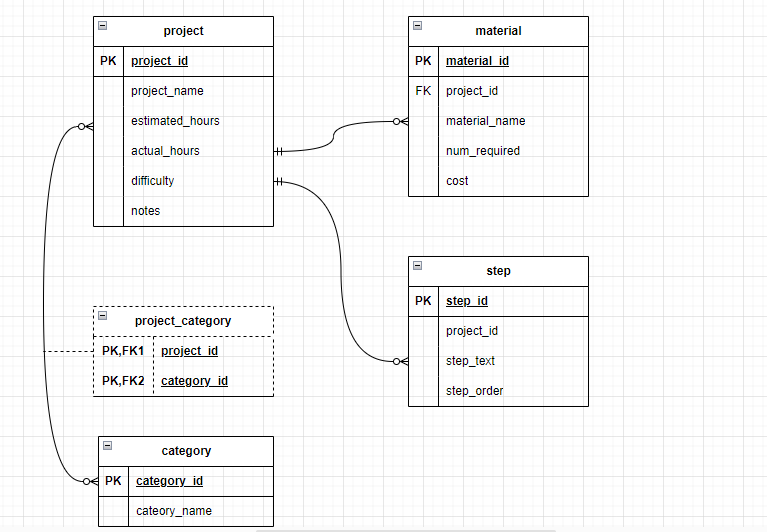 project
PK project_id
project_name
estimated_hours
actual_hours
difficulty
notes
material
PK material_id
FK project_id
material_name
num_required
cost
step
PK step_id
project_id
step_text
step_order
project_category
PK,FK1 project_id
PK,FK2 category_id
category
PK category_id
cateory_name